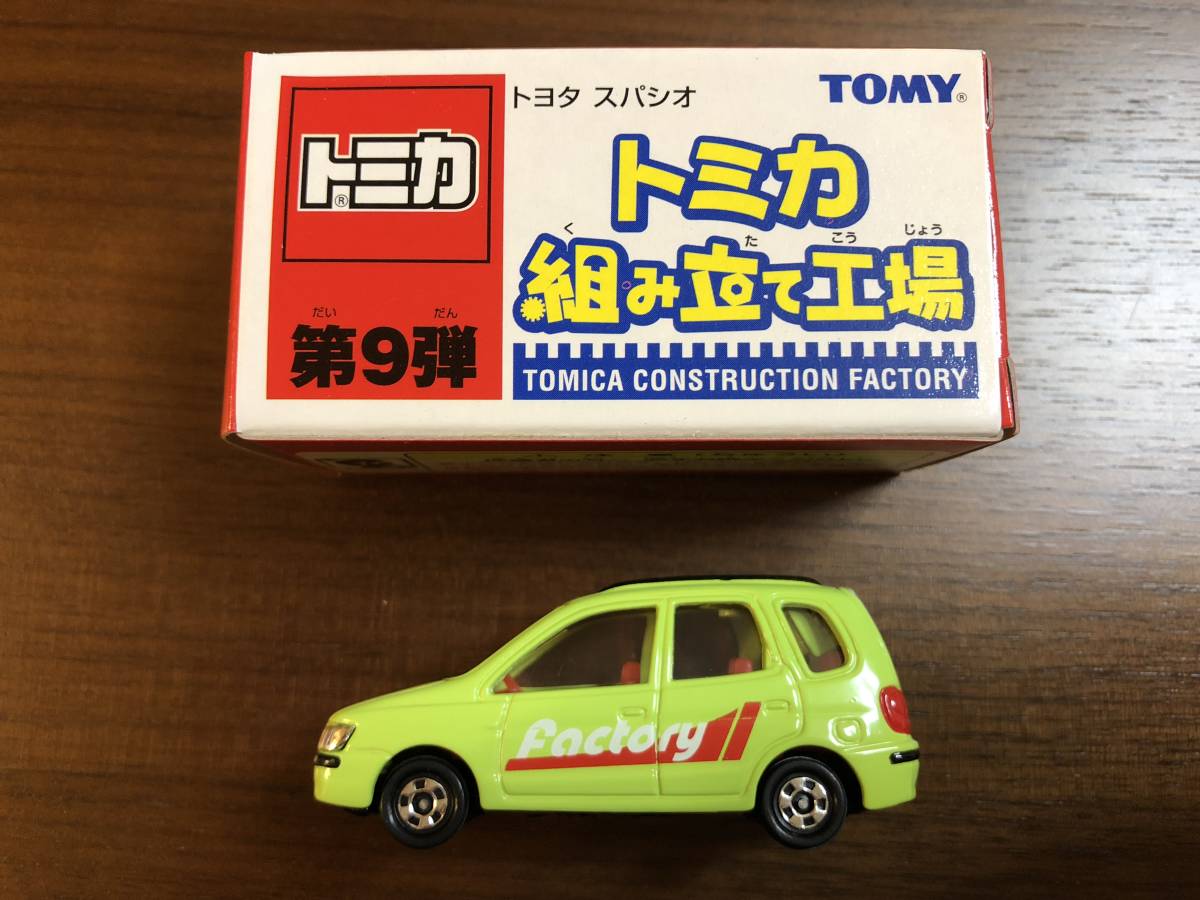 トヨタ スパシオ
TOMY®
トミカ®
トミカ
くみたてこうじょう
組み立て工場
だい だん
第9弾
TOMICA CONSTRUCTION FACTORY
Factory